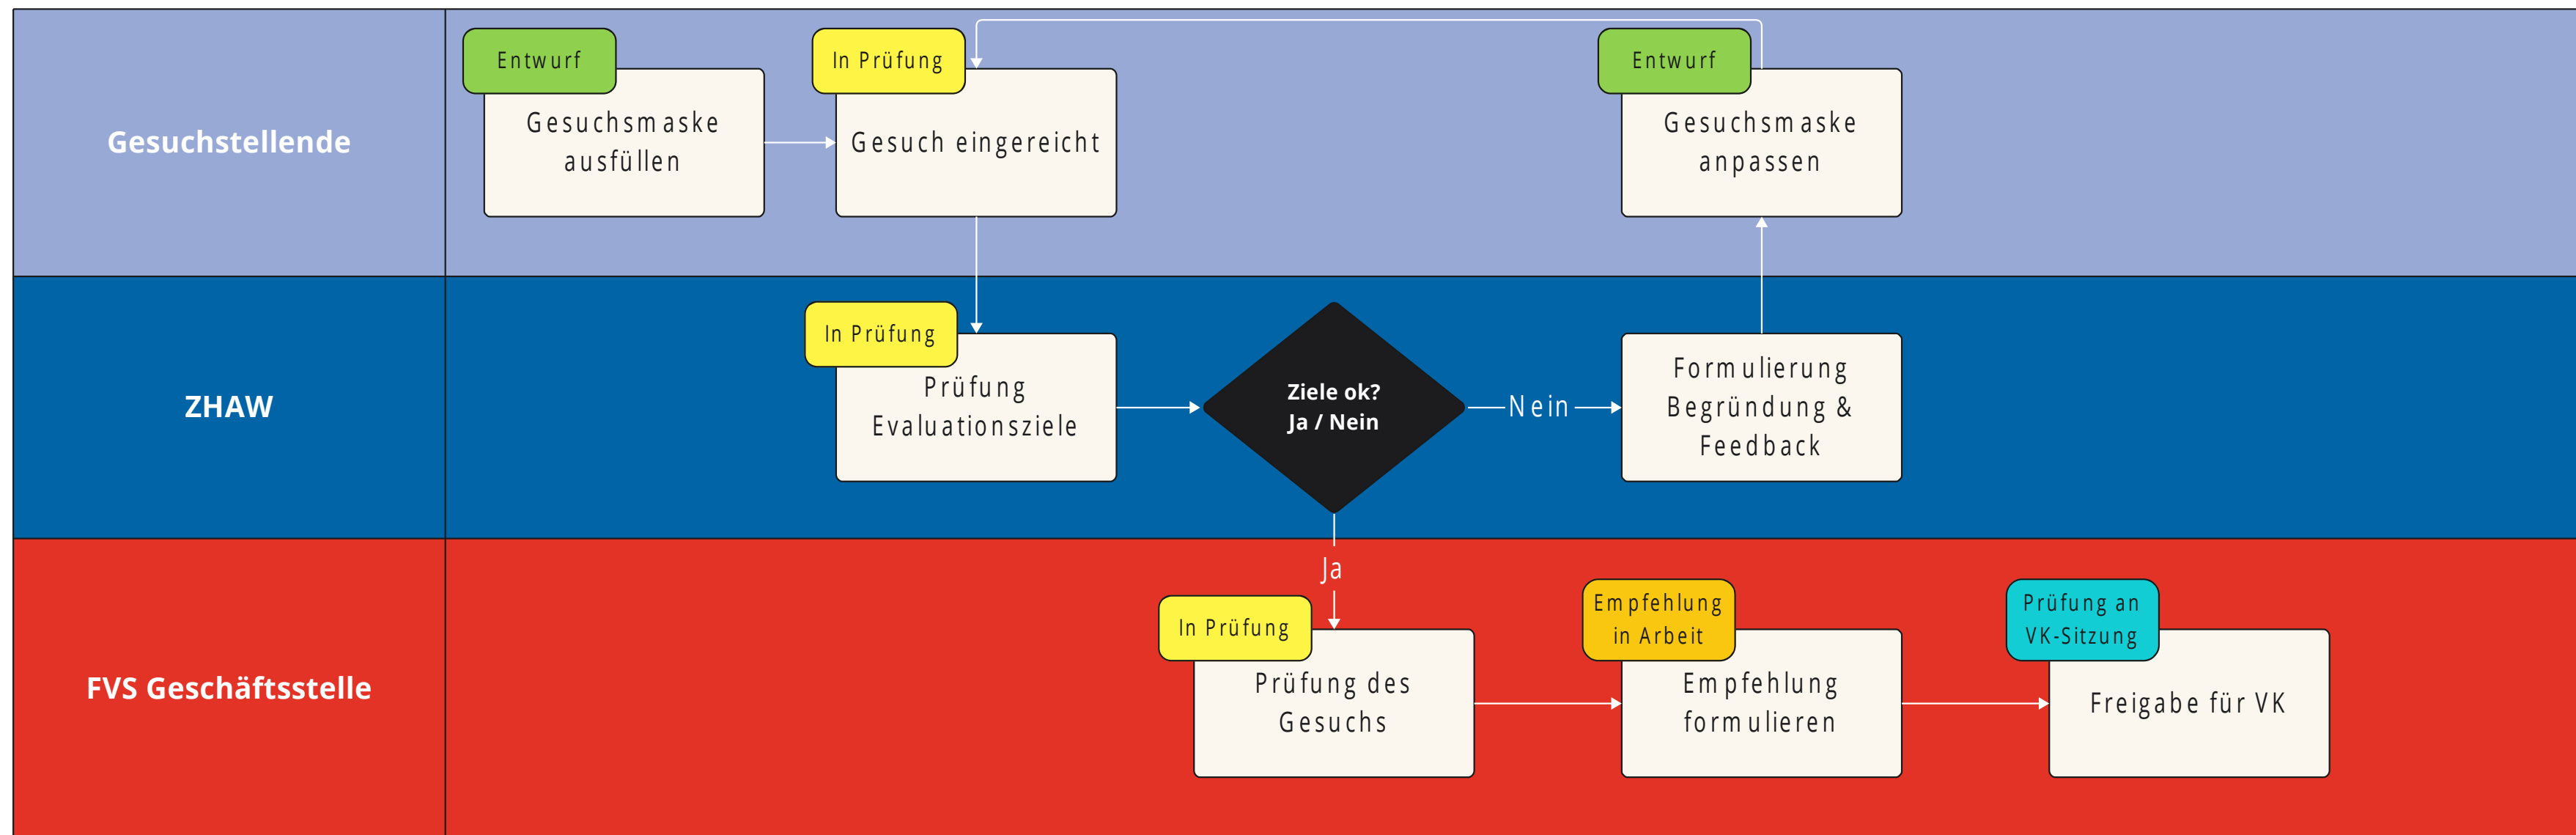 Gesuchstellende
Entwurf
Gesuchsmaske
ausfüllen
In Prüfung
Gesuch eingereicht
Entwurf
Gesuchsmaske
anpassen
ZHAW
In Prüfung
Prüfung
Evaluationsziele
Ziele ok?
Ja / Nein
Nein
Formulierung
Begründung &
Feedback
FVS Geschäftsstelle
Ja
In Prüfung
Prüfung des
Gesuchs
Empfehlung
in Arbeit
Empfehlung
formulieren
Prüfung an
VK-Sitzung
Freigabe für VK